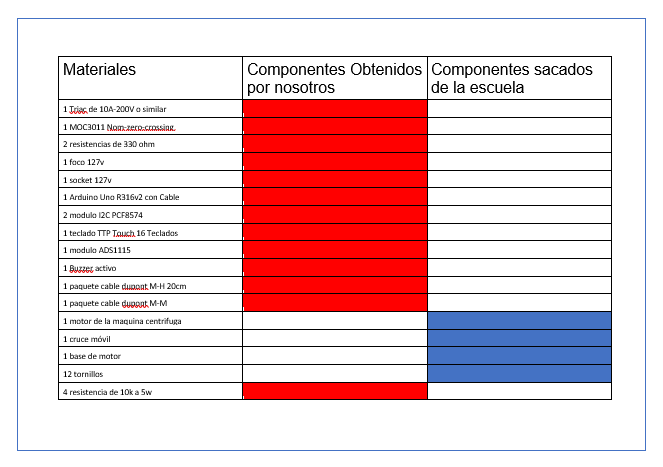 Materiales
Componentes Obtenidos
por nosotros
Componentes sacados
de la escuela
1 Triac de 10A-200V o similar
1 MOC3011 Nom-zero-crossing
2 resistencias de 330 ohm
1 foco 127v
1 socket 127v
1 Arduino Uno R316v2 con Cable
2 modulo I2C PCF8574
1 teclado TTP Touch 16 Teclados
1 modulo ADS1115
1 Buzzer activo
1 paquete cable dupont M-H 20cm
1 paquete cable dupont M-M
1 motor de la maquina centrifuga
1 cruce móvil
1 base de motor
12 tornillos
4 resistencia de 10k a 5w